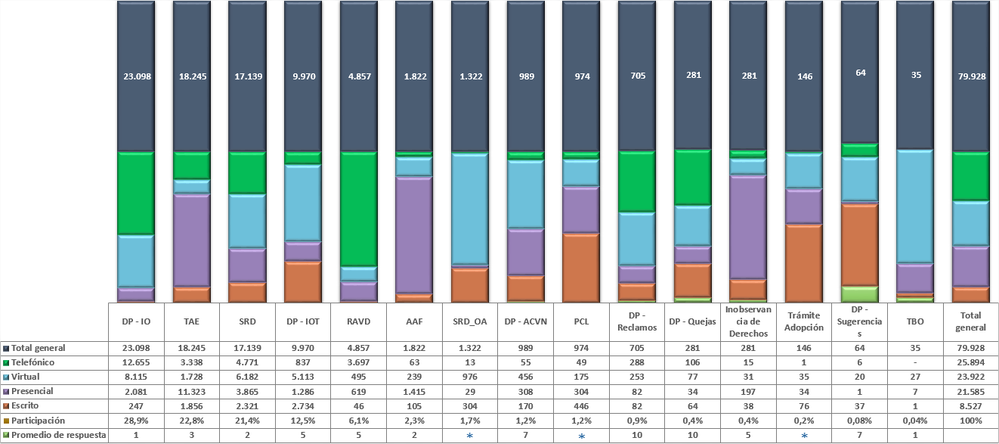 23.098 18.245 17.139 9.970 4.857 1.822 1.322 989 974 705 281 281 146 64 35 79.928
DP - IO TAE SRD DP - IOT RAVD AAF SRD_OA DP - ACVN PCL DP - Reclamos DP - Quejas Inobservan cia de Derechos Trámite Adopción DP - Sugerencia s TBO Total general
Total general 23.098 18.245 17.139 9.970 4.857 1.822 1.322 989 974 705 281 281 146 64 35 79.928
Telefónico 12.655 3.338 4.771 837 3.697 63 13 55 49 288 106 15 1 6 - 25.894
Virtual 8.115 1.728 6.182 5.113 495 239 976 456 175 253 77 31 35 20 27 23.922
Presencial 2.081 11.323 3.865 1.286 619 1.415 29 308 304 82 34 197 34 1 7 21.585
Escrito 247 1.856 2.321 2.734 46 105 304 170 446 82 64 38 76 37 1 8.527
Participación 28,9% 22,8% 21,4% 12,5% 6,1% 2,3% 1,7% 1,2% 1,2% 0,9% 0,4% 0,4% 0,2% 0,08% 0,04% 100%
Promedio de respuesta 1 3 2 5 5 2 * 7 * 10 10 5 * 7 1